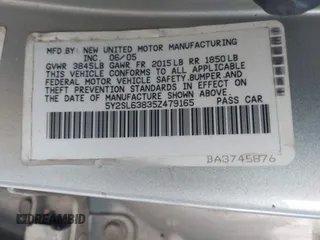 MFD. BY: NEW UNITED MOTOR MANUFACTURING
INC. 06/05
GVWR 3845LB GAWR FR 2015LB RR 1850LB
THIS VEHICLE CONFORMS TO ALL APPLICABLE
FEDERAL MOTOR VEHICLE SAFETY,BUMPER,AND
THEFT PREVENTION STANDARDS IN EFFECT ON
THE DATE OF MANUFACTURE SHOWN ABOVE.
5Y2SL63835Z479165 PASS CAR
BA3745876
DREAMBID